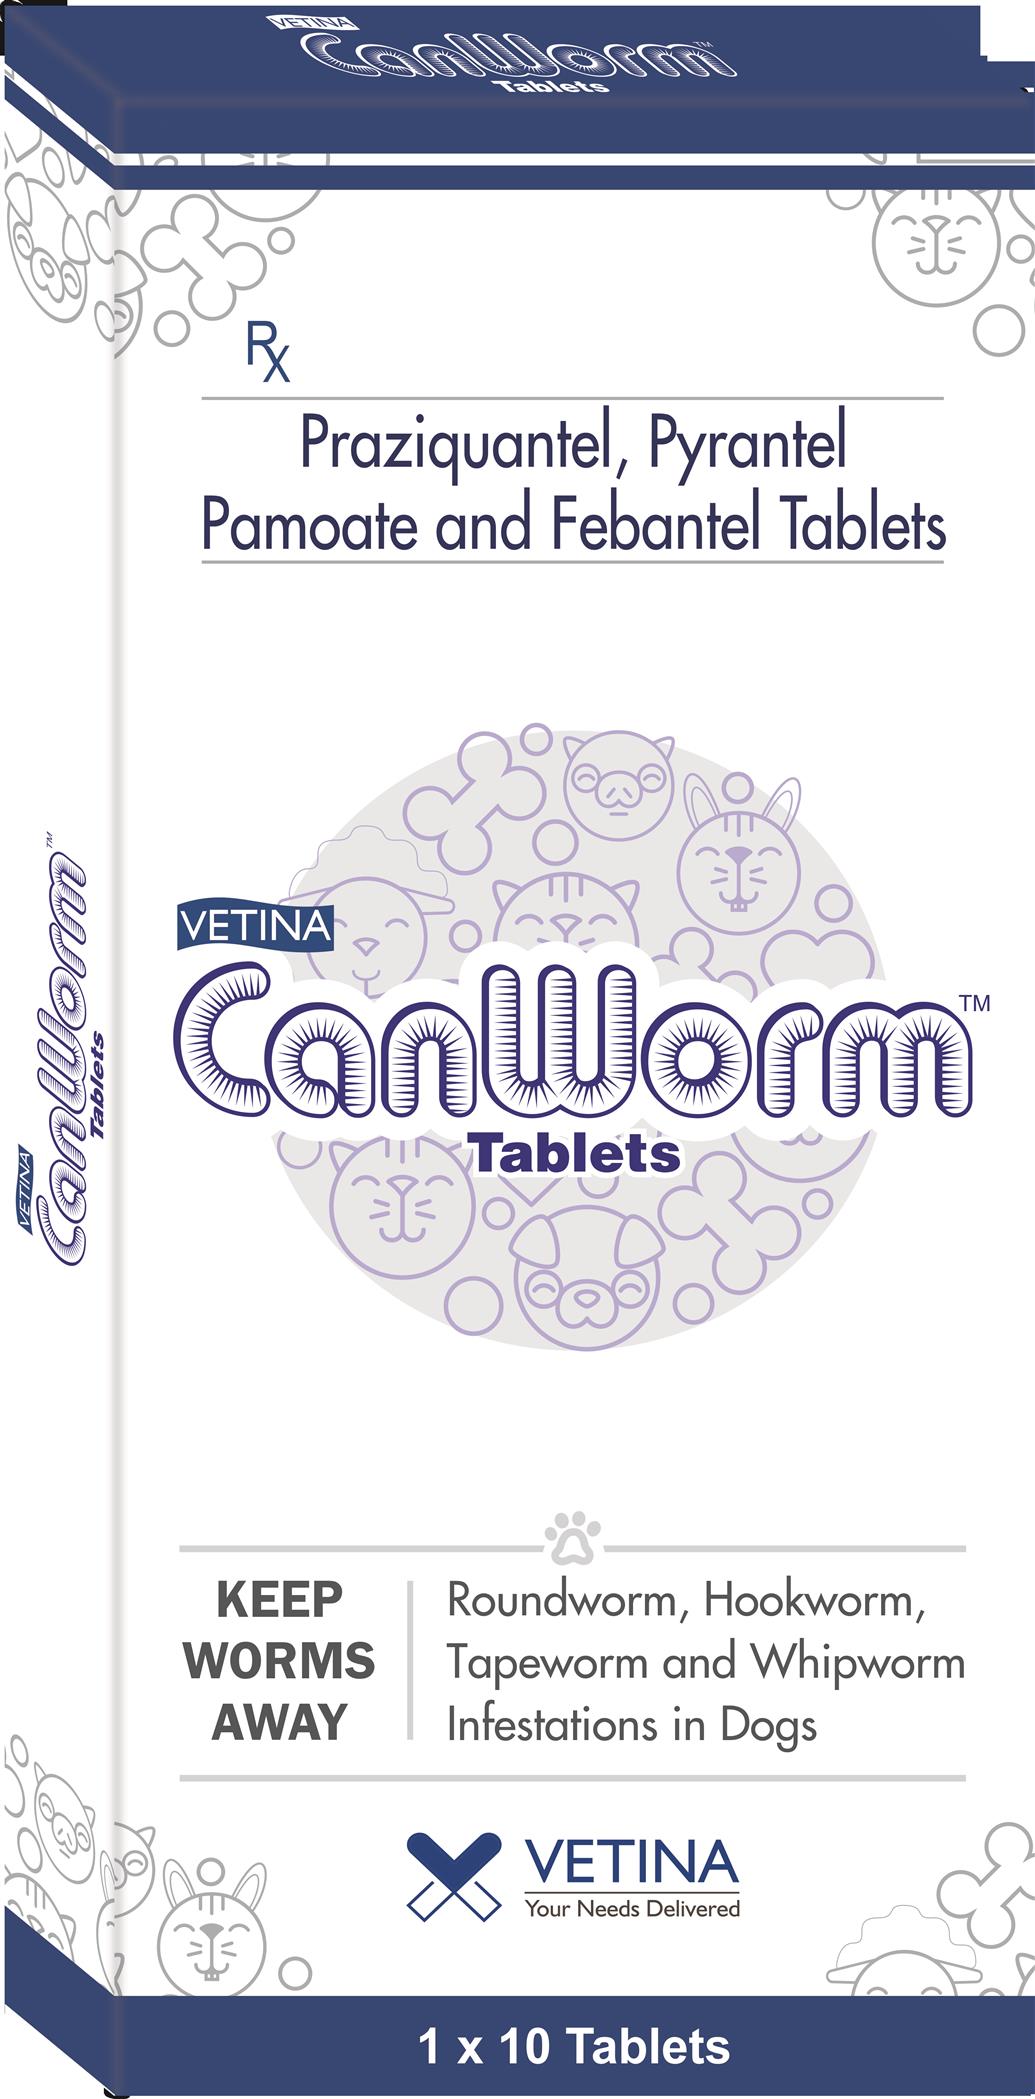 VETINA
CanWorm™
Tablets
Rx
Praziquantel, Pyrantel
Pamoate and Febantel Tablets
VETINA
CanWorm™
Tablets
VETINA
CanWorm™
Tablets
KEEP
WORMS
AWAY
Roundworm, Hookworm,
Tapeworm and Whipworm
Infestations in Dogs
VETINA
Your Needs Delivered
1 x 10 Tablets